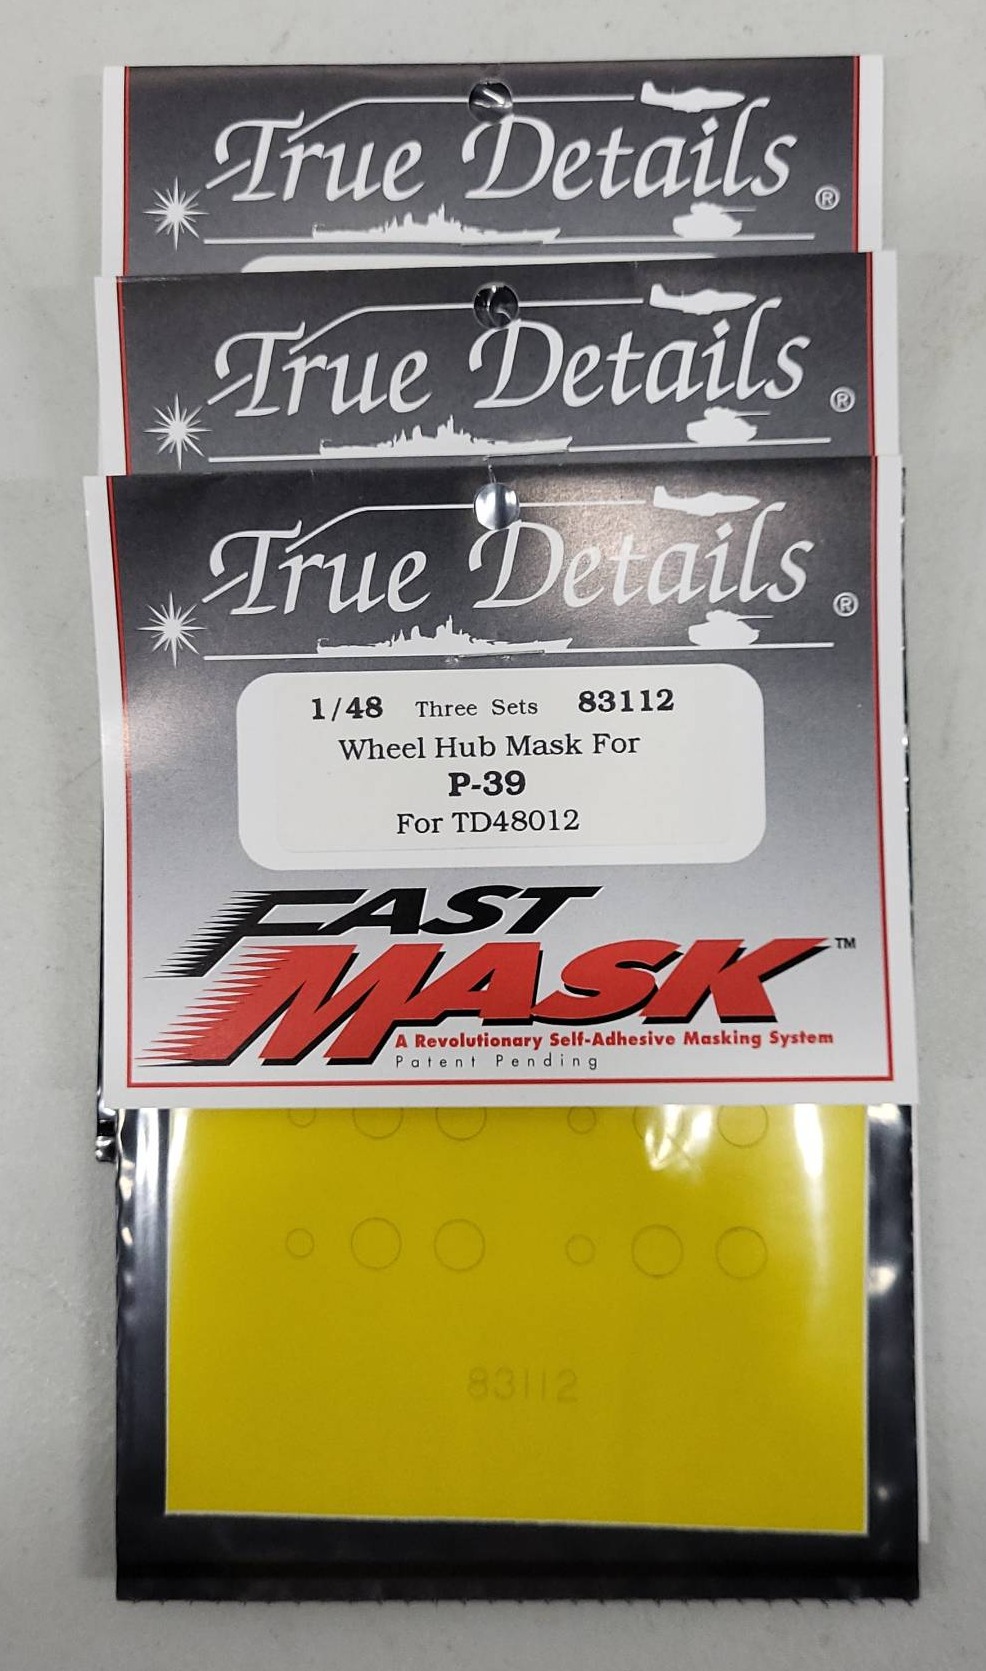 True Details ®
True Details ®
True Details ®
1/48 Three Sets 83112
Wheel Hub Mask For
P-39
For TD48012
FAST
MASK™
A Revolutionary Self-Adhesive Masking System
Patent Pending
83112